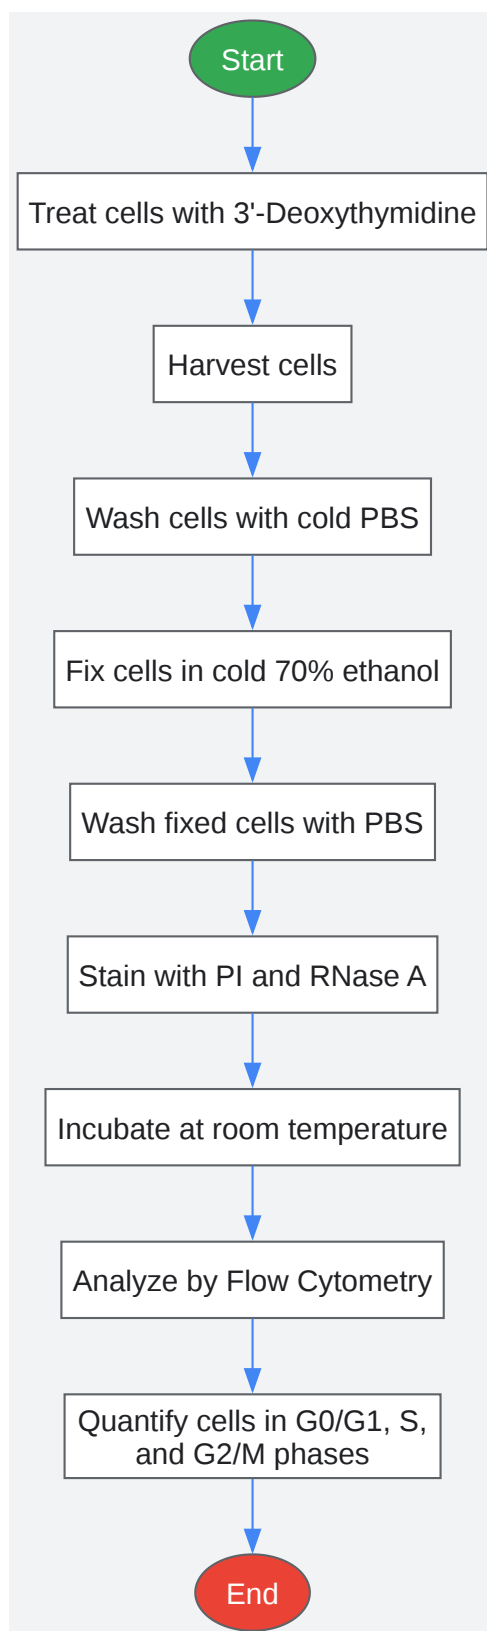 Start
Treat cells with 3'-Deoxythymidine
Harvest cells
Wash cells with cold PBS
Fix cells in cold 70% ethanol
Wash fixed cells with PBS
Stain with PI and RNase A
Incubate at room temperature
Analyze by Flow Cytometry
Quantify cells in G0/G1, S,
and G2/M phases
End